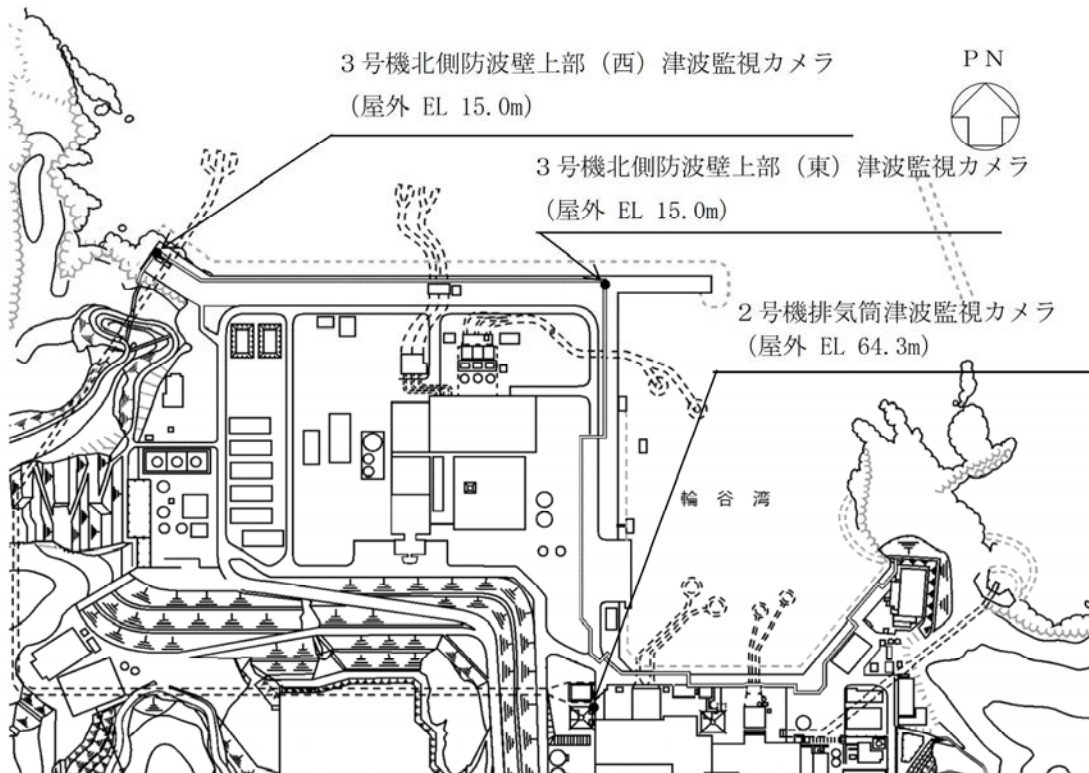 3号機北側防波壁上部（西）津波監視カメラ
（屋外 EL 15.0m）
PN
3号機北側防波壁上部（東）津波監視カメラ
（屋外 EL 15.0m）
2号機排気筒津波監視カメラ
（屋外 EL 64.3m）
輪谷湾